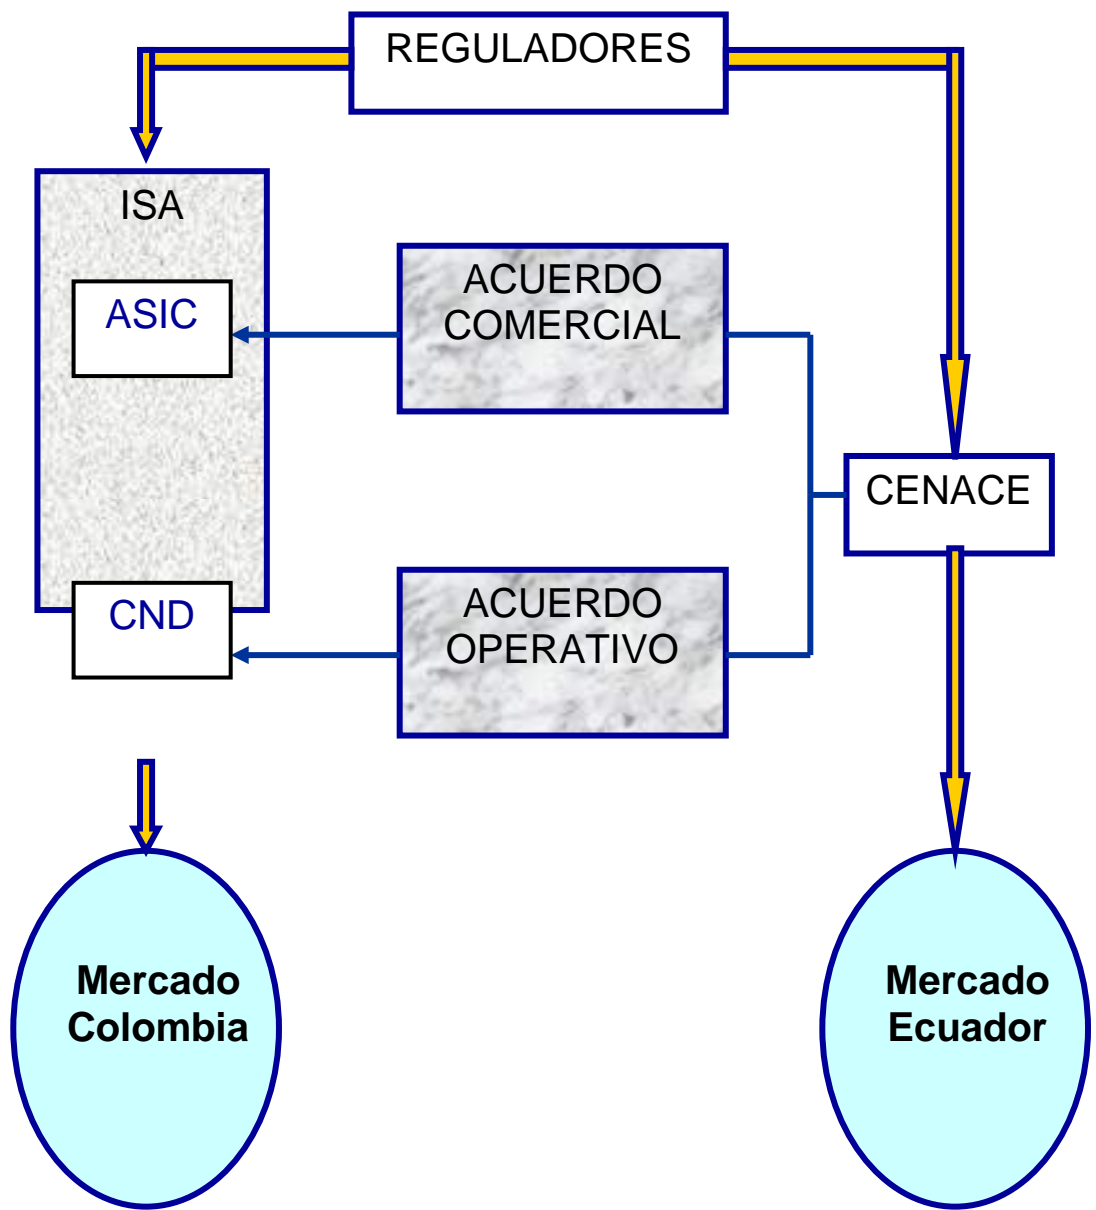 REGULADORES
ISA
ASIC
ACUERDO
COMERCIAL
CENACE
CND
ACUERDO
OPERATIVO
Mercado
Colombia
Mercado
Ecuador